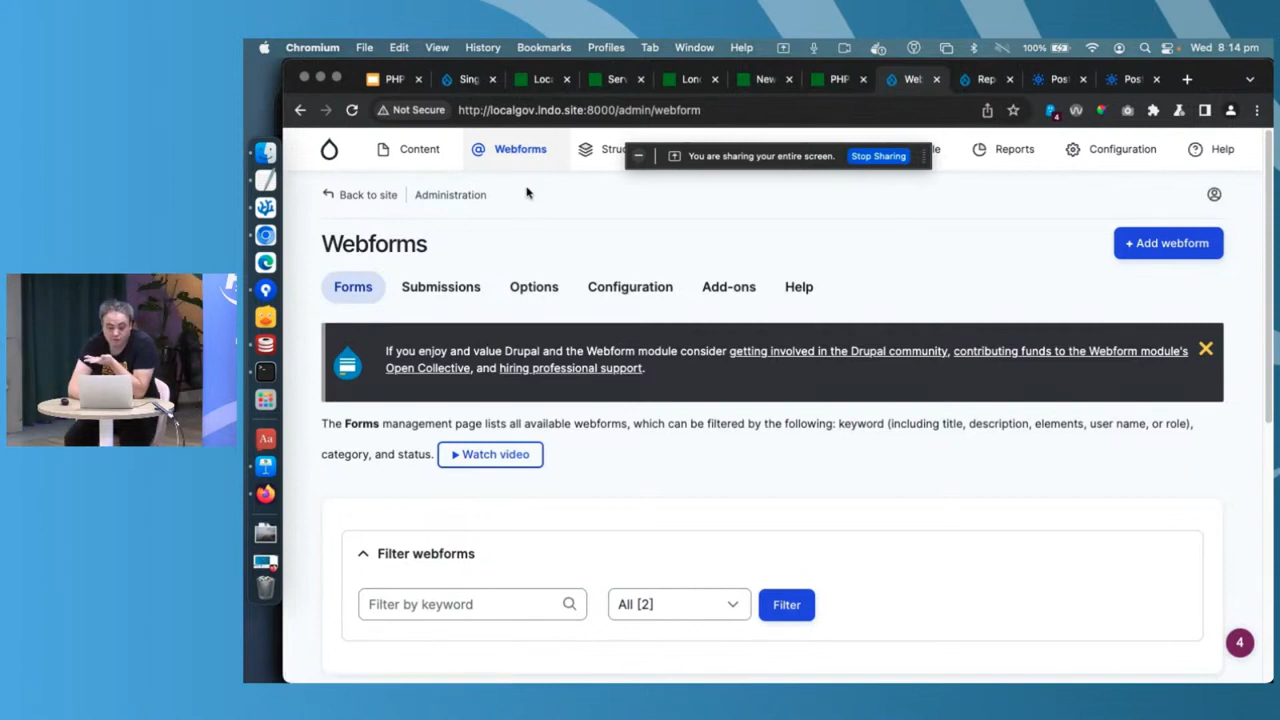 Chromium File Edit View History Bookmarks Profiles Tab Window Help 100% Wed 8 14 pm
PHP Sing Loca Serv Lon New PHP Wel Rep Pos Pos
Not Secure http://localgov.lndo.site:8000/admin/webform
Content Webforms Struc le Reports Configuration Help
You are sharing your entire screen. Stop Sharing
Back to site Administration
Webforms
+ Add webform
Forms Submissions Options Configuration Add-ons Help
If you enjoy and value Drupal and the Webform module consider getting involved in the Drupal community, contributing funds to the Webform module's
Open Collective, and hiring professional support.
The Forms management page lists all available webforms, which can be filtered by the following: keyword (including title, description, elements, user name, or role),
category, and status. Watch video
Filter webforms
Filter by keyword All [2] Filter
4
Aa